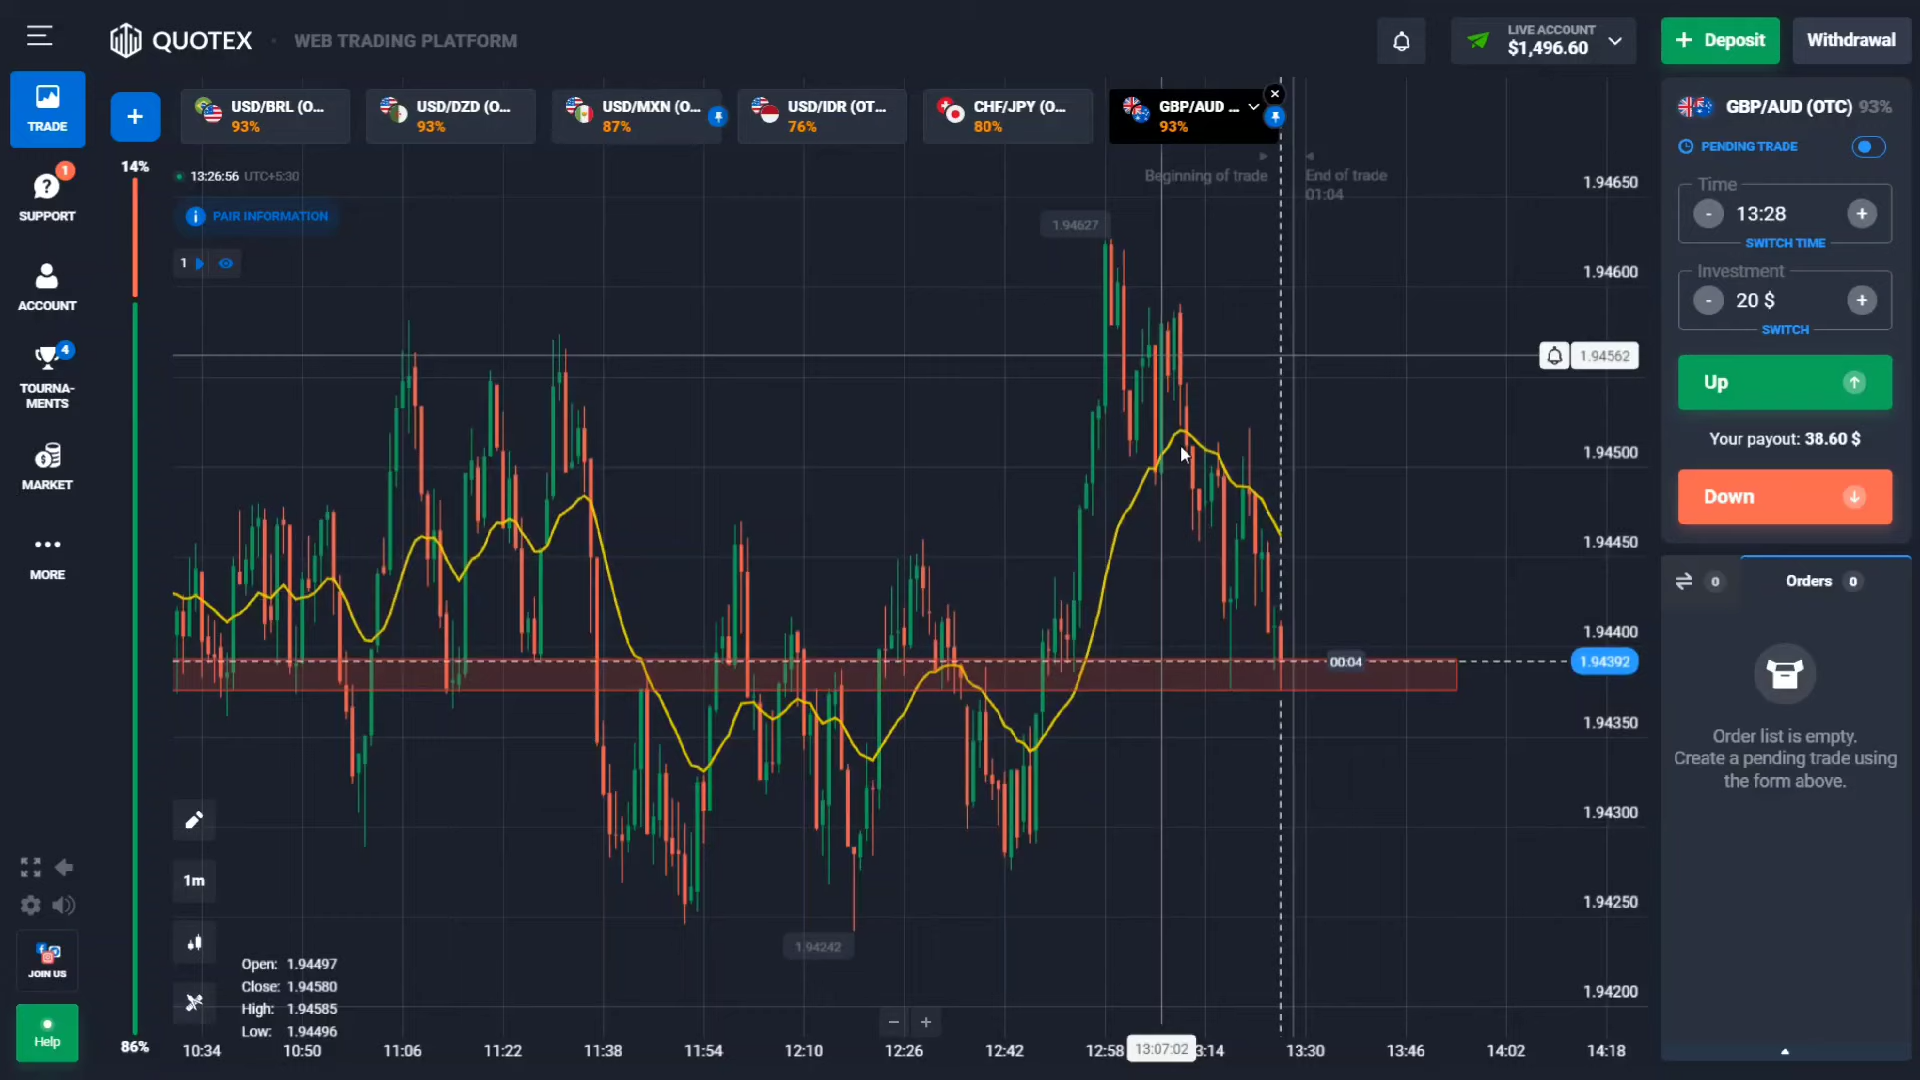 QUOTEX
WEB TRADING PLATFORM
LIVE ACCOUNT
$1,496.60
+ Deposit
Withdrawal
TRADE
+
USD/BRL (O...
93%
USD/DZD (O...
93%
USD/MXN (O...
87%
USD/IDR (OT...
76%
CHF/JPY (O...
80%
GBP/AUD ...
93%
GBP/AUD (OTC) 93%
PENDING TRADE
Time
- 13:28 +
SWITCH TIME
Investment
- 20 $ +
SWITCH
Up
Your payout: 38.60 $
Down
0
Orders 0
Order list is empty.
Create a pending trade using
the form above.
1
SUPPORT
ACCOUNT
4
TOURNA-
MENTS
MARKET
MORE
JOIN US
Help
14%
86%
13:26:56 UTC+5:30
PAIR INFORMATION
1
Beginning of trade
End of trade
01:04
1.94627
1.94242
00:04
1.94650
1.94600
1.94562
1.94500
1.94450
1.94400
1.94392
1.94350
1.94300
1.94250
1.94200
1m
Open: 1.94497
Close: 1.94580
High: 1.94585
Low: 1.94496
- +
10:34
10:50
11:06
11:22
11:38
11:54
12:10
12:26
12:42
12:58
13:07:02
3:14
13:30
13:46
14:02
14:18